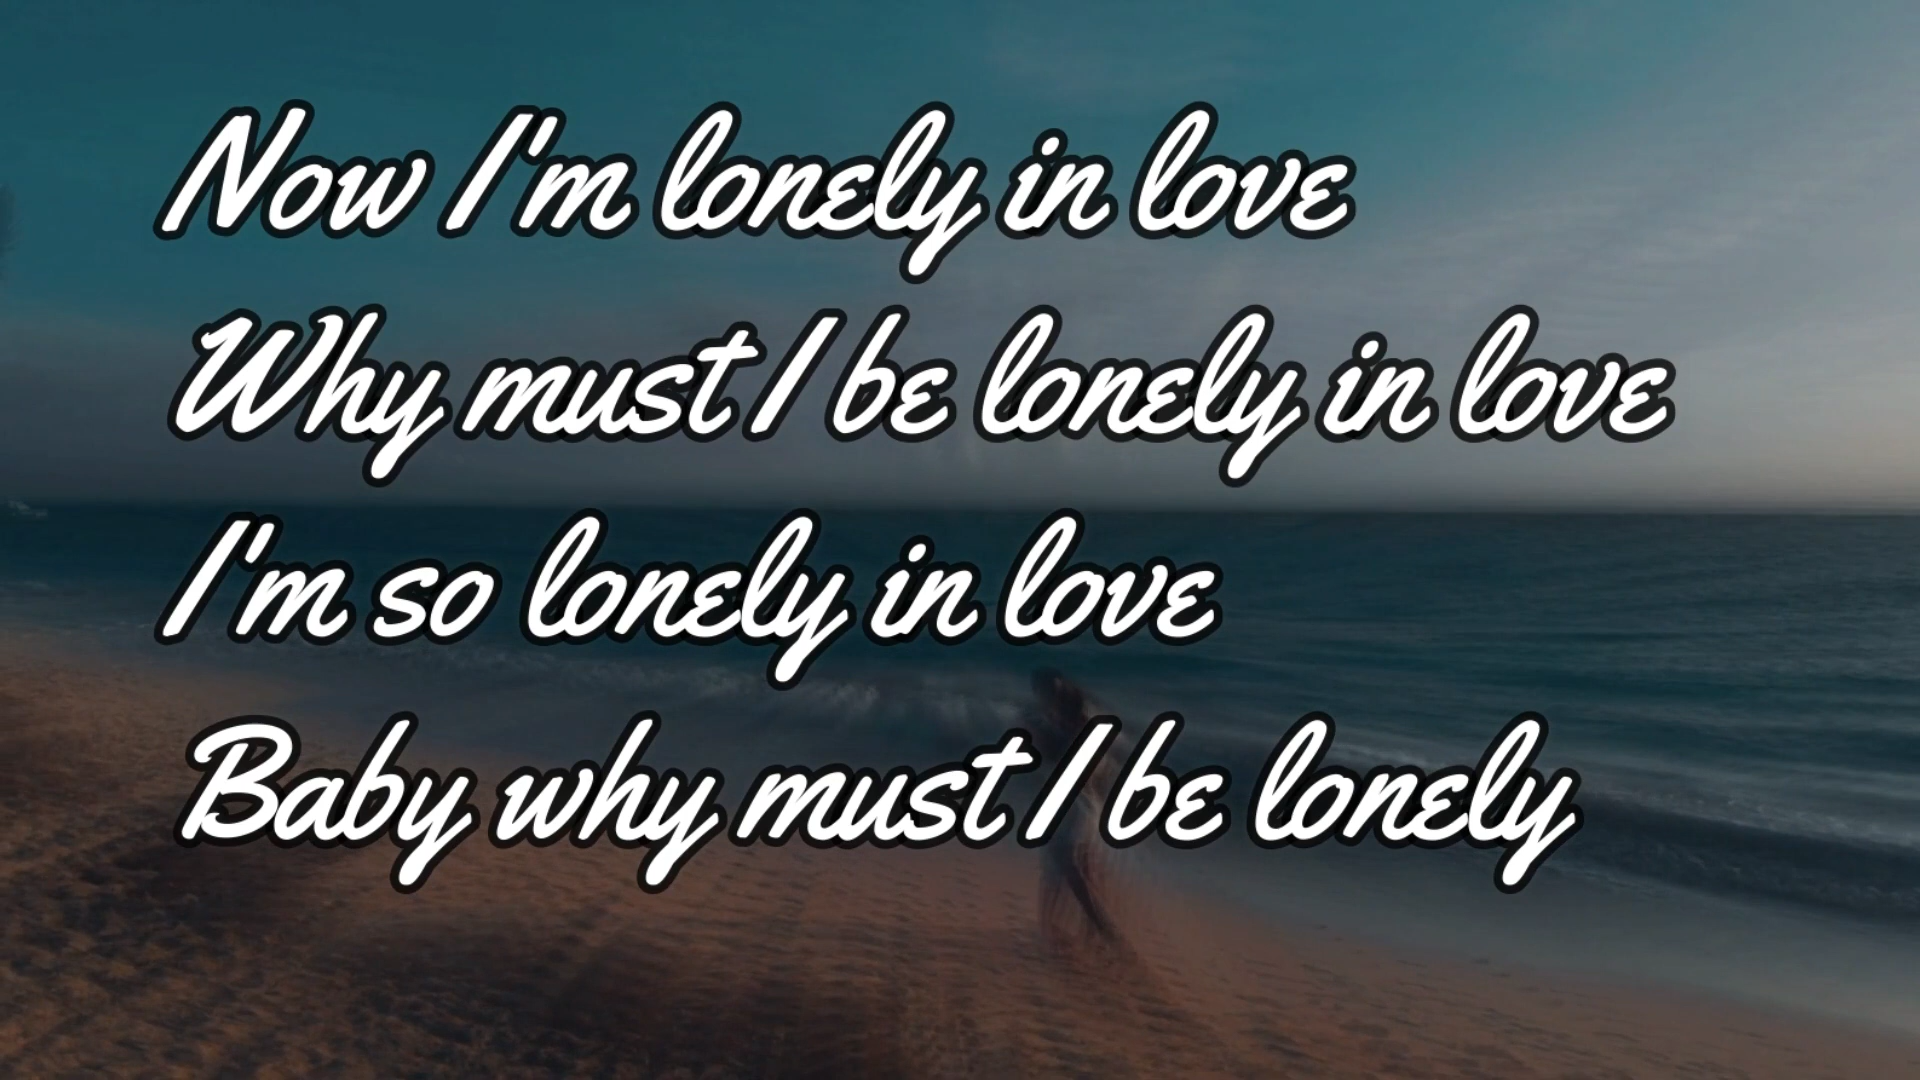 Now I'm lonely in love
Why must I be lonely in love
I'm so lonely in love
Baby why must I be lonely